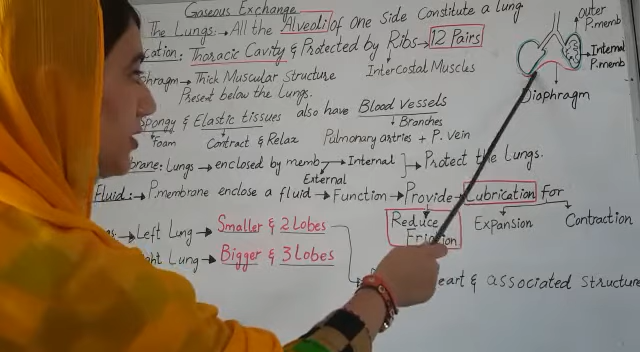 Gaseous Exchange
The Lungs:→All the Alveoli of one Side Constitute a lung
cation: Thoracic Cavity & Protected by Ribs→12 Pairs
InterCostal Muscles
phragm→Thick Muscular Structure
Present below the Lungs.
Spongy & Elastic tissues also have Blood vessels
Foam Contract & Relax Branches
Pulmonary artries + P. vein
brane: Lungs→enclosed by memb→Internal → Protect the Lungs.
External
Fluid:→P.membrane enclose a fluid→Function→Provide→Lubrication for
Reduce Friction Expansion Contraction
→Left Lung→Smaller & 2 Lobes
ght Lung→Bigger & 3 Lobes
eart & associated structure
outer
P.memb
Internal
P.memb
Diaphragm